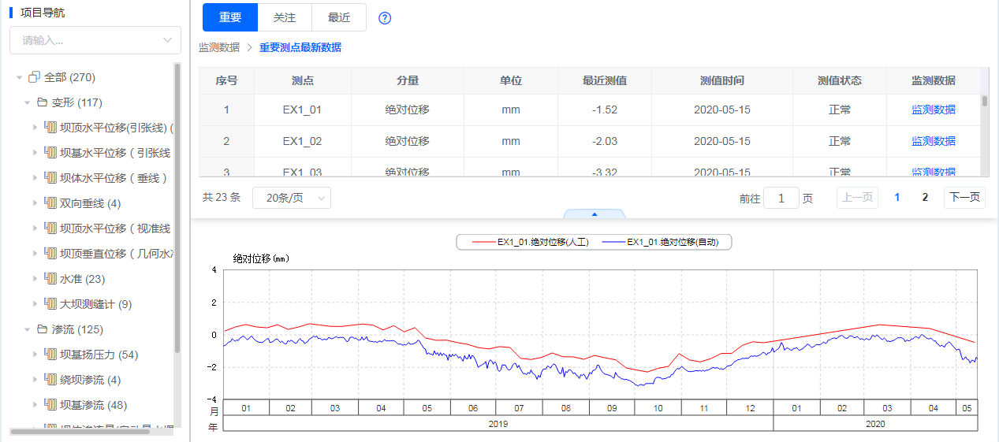 项目导航
请输入...
全部 (270)
变形 (117)
坝顶水平位移(引张线) (
坝基水平位移 ( 引张线
坝体水平位移 ( 垂线 )
双向垂线 (4)
坝顶水平位移 ( 视准线
坝顶垂直位移 ( 几何水
水准 (23)
大坝测缝计 (9)
渗流 (125)
坝基扬压力 (54)
绕坝渗流 (4)
坝基渗流 (48)
重要 关注 最近 ?
监测数据 > 重要测点最新数据
序号 测点 分量 单位 最近测值 测值时间 测值状态 监测数据
1 EX1_01 绝对位移 mm -1.52 2020-05-15 正常 监测数据
2 EX1_02 绝对位移 mm -2.03 2020-05-15 正常 监测数据
3 EX1_03 绝对位移 mm -3.32 2020-05-15 正常 监测数据
共 23 条 20条/页 前往 1 页 上一页 1 2 下一页
EX1_01.绝对位移(人工) EX1_01.绝对位移(自动)
绝对位移(mm)
4
2
0
-2
-4
月 01 02 03 04 05 06 07 08 09 10 11 12 01 02 03 04 05
年 2019 2020